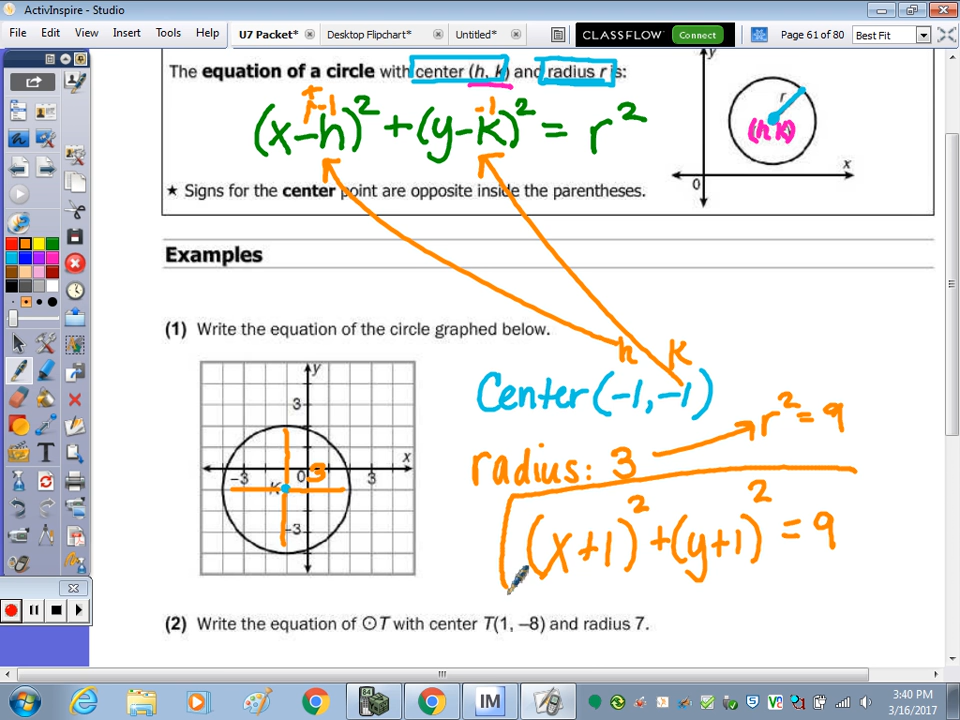 ActivInspire - Studio
File Edit View Insert Tools Help U7 Packet* Desktop Flipchart* Untitled* CLASSFLOW Connect Page 61 of 80 Best Fit
The equation of a circle with center (h, k) and radius r is:
(x-h)² + (y-k)² = r²
-1 -1
r
(h k)
y
x
0
★ Signs for the center point are opposite inside the parentheses.
Examples
(1) Write the equation of the circle graphed below.
h K
y
3
x
−3 0 3 3
K
−3
Center (-1, -1)
r² = 9
radius: 3
(x+1)² + (y+1)² = 9
(2) Write the equation of ⊙T with center T(1, –8) and radius 7.
IM
3:40 PM
3/16/2017